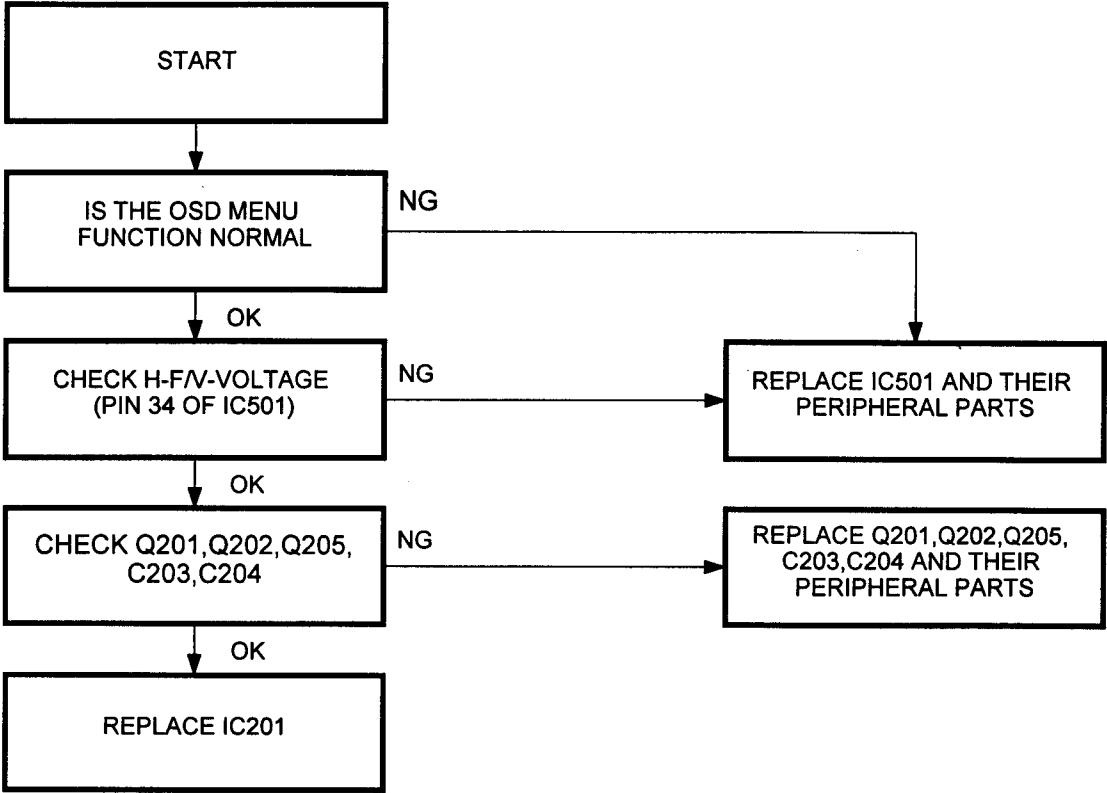 START
IS THE OSD MENU
FUNCTION NORMAL
NG
OK
CHECK H-F/V-VOLTAGE
(PIN 34 OF IC501)
NG
REPLACE IC501 AND THEIR
PERIPHERAL PARTS
OK
CHECK Q201,Q202,Q205,
C203,C204
NG
REPLACE Q201,Q202,Q205,
C203,C204 AND THEIR
PERIPHERAL PARTS
OK
REPLACE IC201